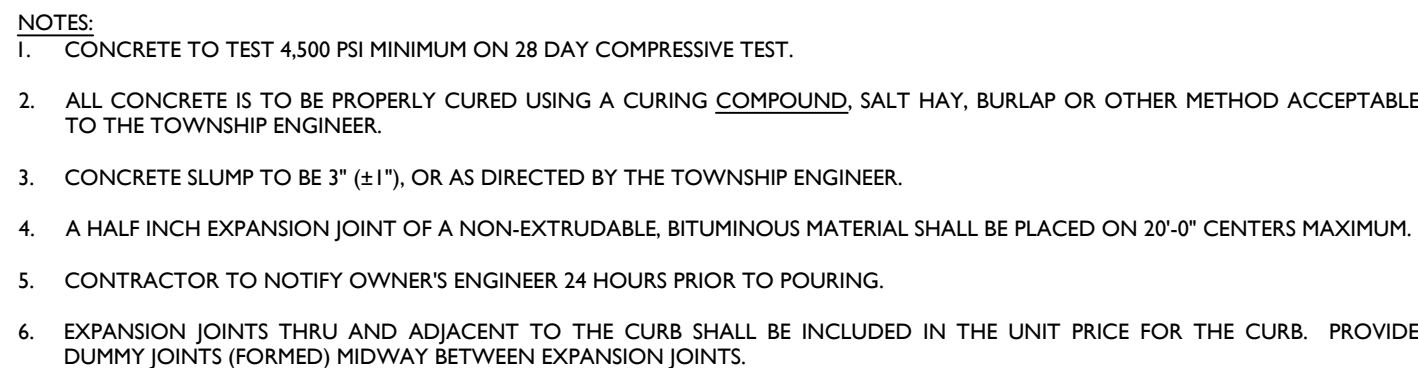 NOTES:
1. CONCRETE TO TEST 4,500 PSI MINIMUM ON 28 DAY COMPRESSIVE TEST.
2. ALL CONCRETE IS TO BE PROPERLY CURED USING A CURING COMPOUND, SALT HAY, BURLAP OR OTHER METHOD ACCEPTABLE
TO THE TOWNSHIP ENGINEER.
3. CONCRETE SLUMP TO BE 3" (±1"), OR AS DIRECTED BY THE TOWNSHIP ENGINEER.
4. A HALF INCH EXPANSION JOINT OF A NON-EXTRUDABLE, BITUMINOUS MATERIAL SHALL BE PLACED ON 20'-0" CENTERS MAXIMUM.
5. CONTRACTOR TO NOTIFY OWNER'S ENGINEER 24 HOURS PRIOR TO POURING.
6. EXPANSION JOINTS THRU AND ADJACENT TO THE CURB SHALL BE INCLUDED IN THE UNIT PRICE FOR THE CURB. PROVIDE
DUMMY JOINTS (FORMED) MIDWAY BETWEEN EXPANSION JOINTS.